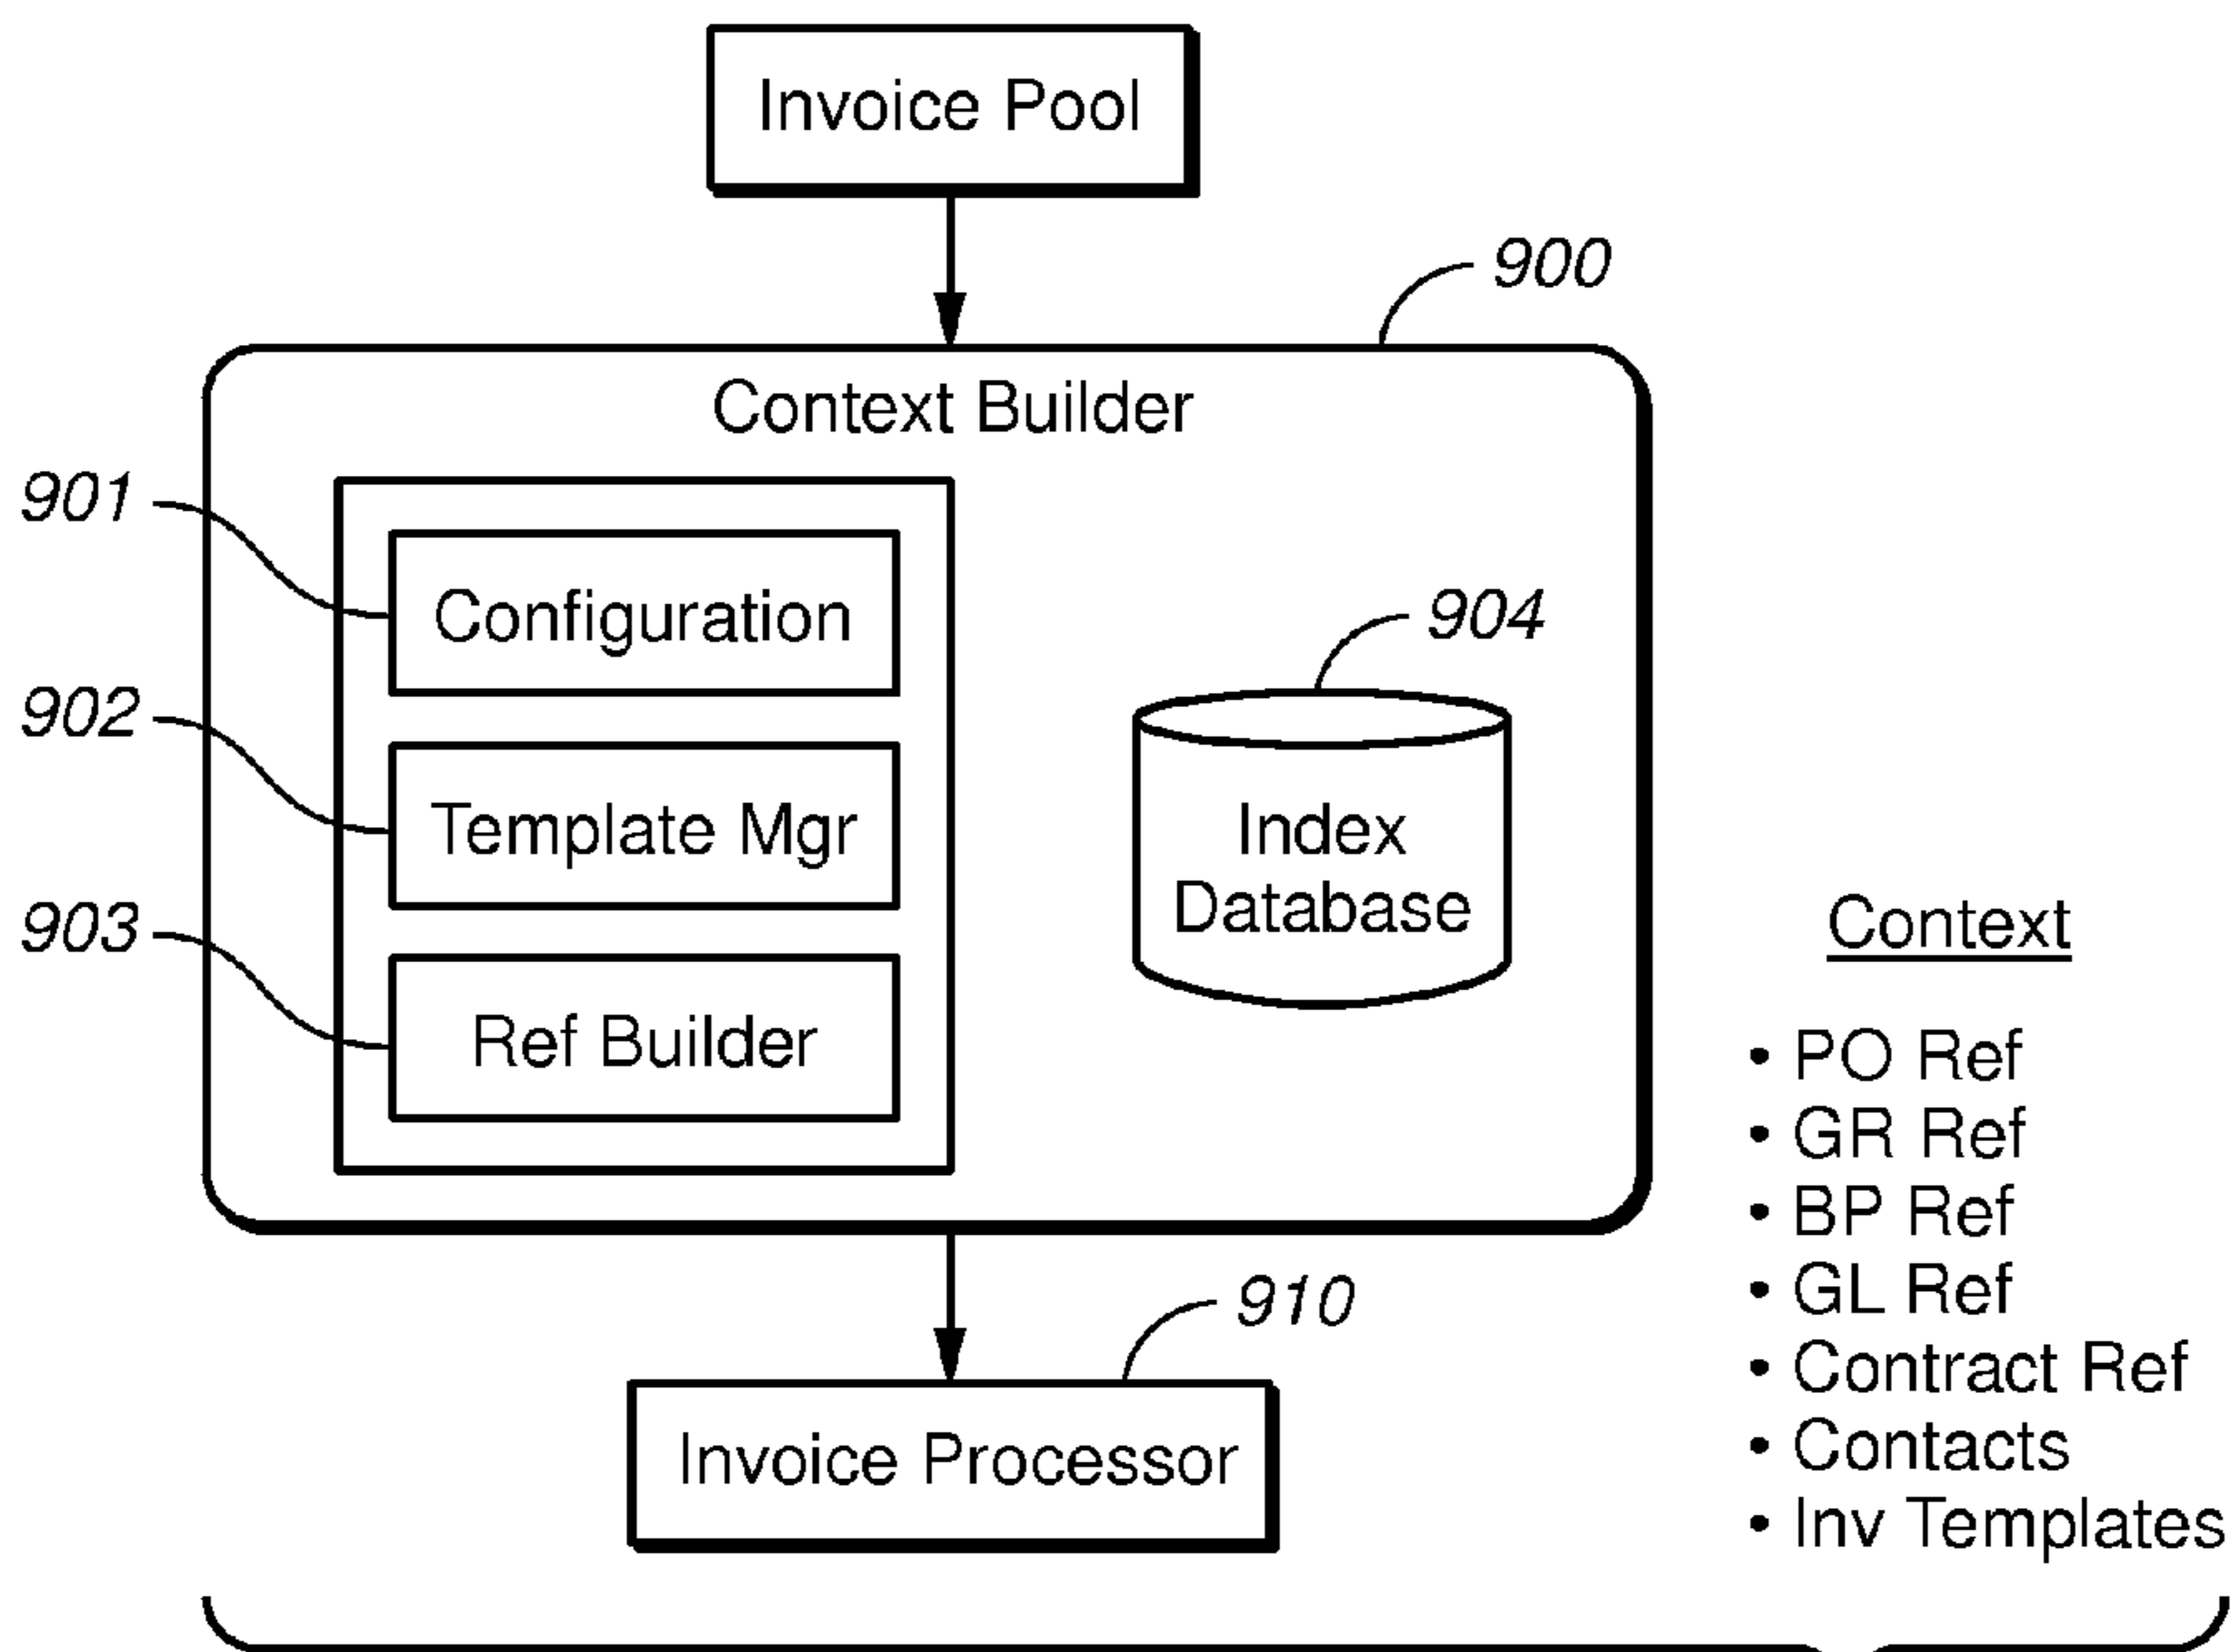 Invoice Pool
900
Context Builder
901
Configuration
902
Template Mgr
903
Ref Builder
904
Index
Database
910
Invoice Processor
Context
• PO Ref
• GR Ref
• BP Ref
• GL Ref
• Contract Ref
• Contacts
• Inv Templates